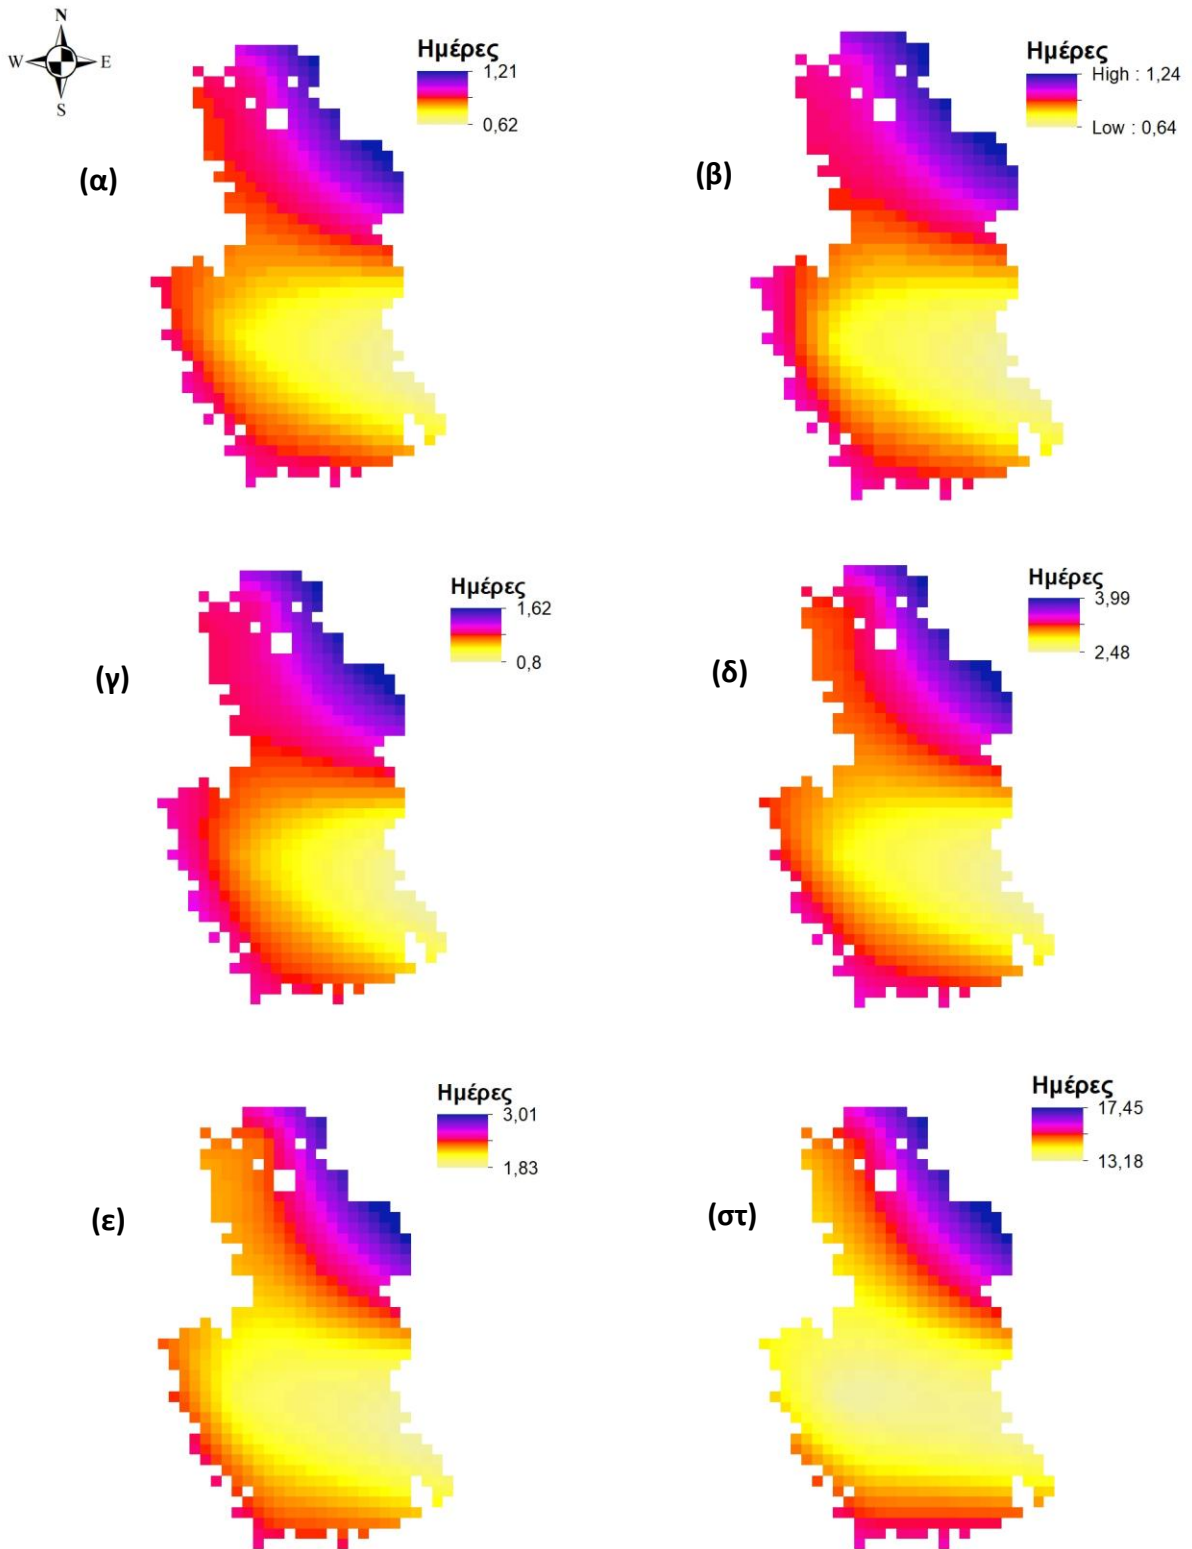 N
W E
S
Ημέρες
1,21
0,62
(α)
Ημέρες
High : 1,24
Low : 0,64
(β)
Ημέρες
1,62
0,8
(γ)
Ημέρες
3,99
2,48
(δ)
Ημέρες
3,01
1,83
(ε)
Ημέρες
17,45
13,18
(στ)